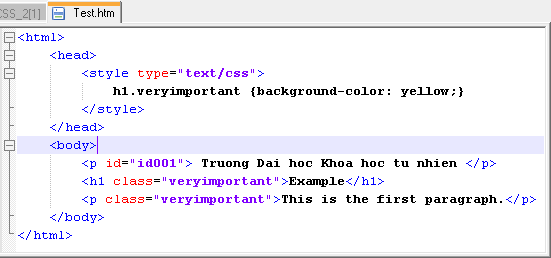 CSS_2[1] Test.htm
<html>
<head>
<style type="text/css">
h1.veryimportant {background-color: yellow;}
</style>
</head>
<body>
<p id="id001"> Truong Dai hoc Khoa hoc tu nhien </p>
<h1 class="veryimportant">Example</h1>
<p class="veryimportant">This is the first paragraph.</p>
</body>
</html>